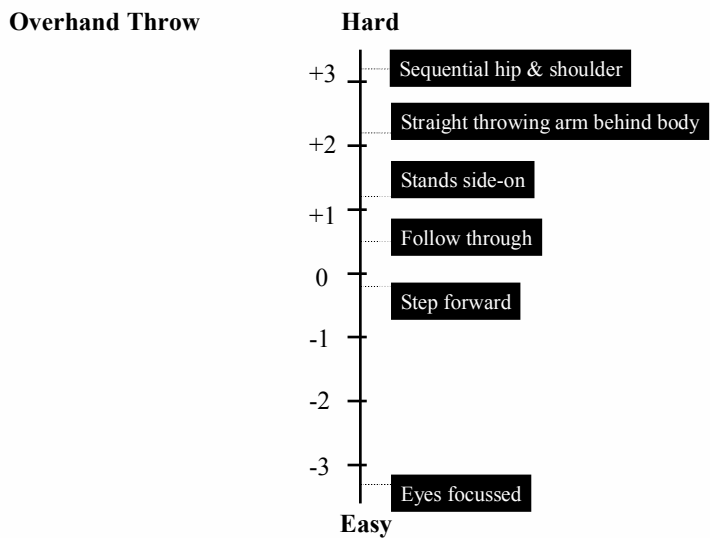 Overhand Throw
Hard
+3
Sequential hip & shoulder
Straight throwing arm behind body
+2
Stands side-on
+1
Follow through
0
Step forward
-1
-2
-3
Eyes focussed
Easy